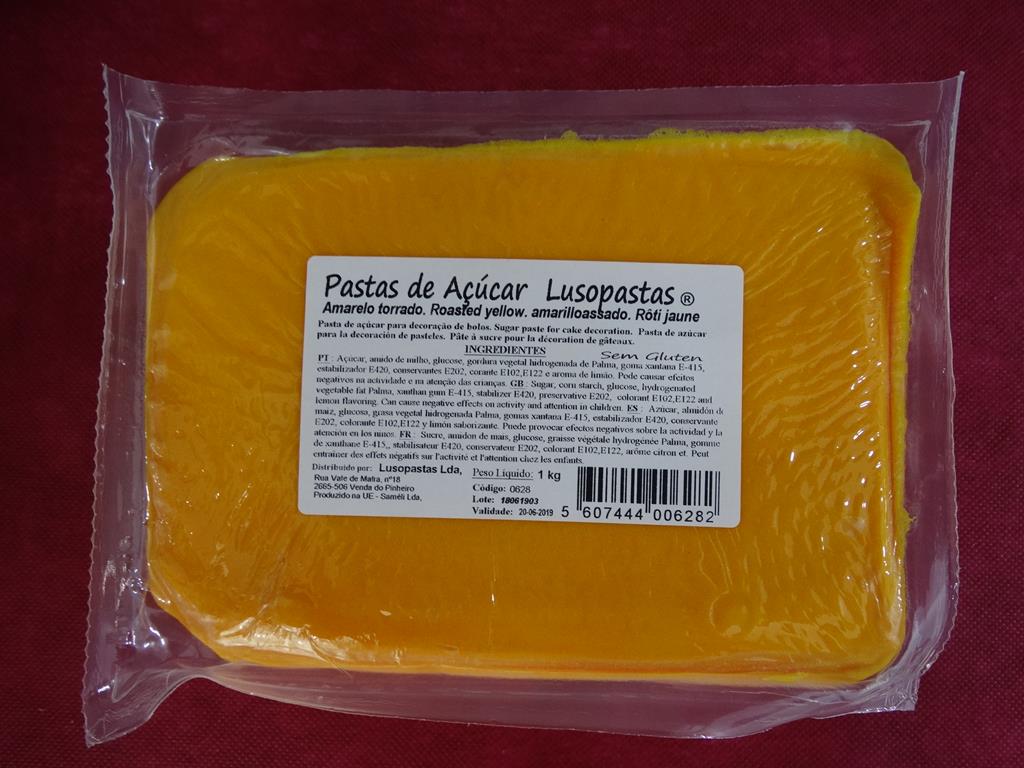 Pastas de Açúcar Lusopastas ®
Amarelo torrado. Roasted yellow. amarilloassado. Rôti jaune
Pasta de açúcar para decoração de bolos. Sugar paste for cake decoration. Pasta de azúcar
para la decoración de pasteles. Pâte à sucre pour la décoration de gâteaux.
INGREDIENTES
Sem Gluten
PT : Açúcar, amido de milho, glucose, gordura vegetal hidrogenada de Palma, goma xantana E-415,
estabilizador E420, conservantes E202, corante E102,E122 e aroma de limão. Pode causar efeitos
negativos na actividade e na atenção das crianças. GB : Sugar, corn starch, glucose, hydrogenated
vegetable fat Palma, xanthan gum E-415, stabilizer E420, preservative E202, colorant E102,E122 and
lemon flavoring. Can cause negative effects on activity and attention in children. ES : Azúcar, almidón de
maiz, glucosa, grasa vegetal hidrogenada Palma, gomas xantana E-415, estabilizador E420, conservante
E202, colorante E102,E122 y limón saborizante. Puede provocar efectos negativos sobre la actividad y la
atención en los ninos. FR : Sucre, amidon de mais, glucose, graisse végétale hydrogénée Palma, gomme
de xanthane E-415,, stabilisateur E420, conservateur E202, colorant E102,E122, arôme citron et. Peut
entrainer des effets négatifs sur l'activité et l'attention chez les enfants.
Distribuido por: Lusopastas Lda,
Rua Vale de Mafra, nº18
2665-506 Venda do Pinheiro
Produzido na UE - Saméli Lda,
Peso Liquido: 1 kg
Código: 0628
Lote: 18061903
Validade: 20-06-2019
5 607444 006282